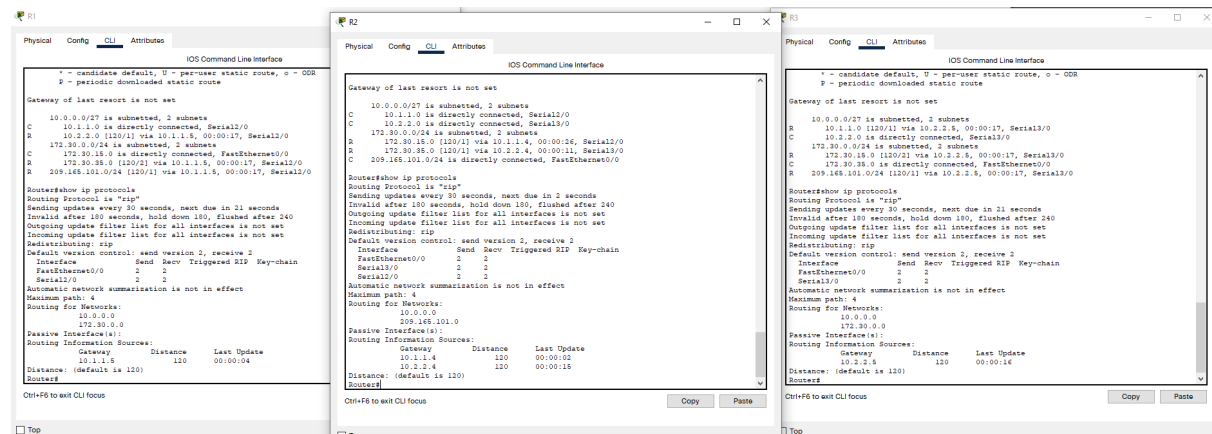 R1
Physical Config CLI Attributes
IOS Command Line Interface
* - candidate default, U - per-user static route, o - ODR
P - periodic downloaded static route
Gateway of last resort is not set
10.0.0.0/27 is subnetted, 2 subnets
C 10.1.1.0 is directly connected, Serial2/0
R 10.2.2.0 [120/1] via 10.1.1.5, 00:00:17, Serial2/0
172.30.0.0/24 is subnetted, 2 subnets
C 172.30.15.0 is directly connected, FastEthernet0/0
R 172.30.35.0 [120/2] via 10.1.1.5, 00:00:17, Serial2/0
R 209.165.101.0/24 [120/1] via 10.1.1.5, 00:00:17, Serial2/0
Router#show ip protocols
Routing Protocol is "rip"
Sending updates every 30 seconds, next due in 21 seconds
Invalid after 180 seconds, hold down 180, flushed after 240
Outgoing update filter list for all interfaces is not set
Incoming update filter list for all interfaces is not set
Redistributing: rip
Default version control: send version 2, receive 2
Interface Send Recv Triggered RIP Key-chain
FastEthernet0/0 2 2
Serial2/0 2 2
Automatic network summarization is not in effect
Maximum path: 4
Routing for Networks:
10.0.0.0
172.30.0.0
Passive Interface(s):
Routing Information Sources:
Gateway Distance Last Update
10.1.1.5 120 00:00:04
Distance: (default is 120)
Router#
Ctrl+F6 to exit CLI focus
Top
R2
Physical Config CLI Attributes
IOS Command Line Interface
Gateway of last resort is not set
10.0.0.0/27 is subnetted, 2 subnets
C 10.1.1.0 is directly connected, Serial2/0
C 10.2.2.0 is directly connected, Serial3/0
172.30.0.0/24 is subnetted, 2 subnets
R 172.30.15.0 [120/1] via 10.1.1.4, 00:00:26, Serial2/0
R 172.30.35.0 [120/1] via 10.2.2.4, 00:00:11, Serial3/0
C 209.165.101.0/24 is directly connected, FastEthernet0/0
Router#show ip protocols
Routing Protocol is "rip"
Sending updates every 30 seconds, next due in 2 seconds
Invalid after 180 seconds, hold down 180, flushed after 240
Outgoing update filter list for all interfaces is not set
Incoming update filter list for all interfaces is not set
Redistributing: rip
Default version control: send version 2, receive 2
Interface Send Recv Triggered RIP Key-chain
FastEthernet0/0 2 2
Serial3/0 2 2
Serial2/0 2 2
Automatic network summarization is not in effect
Maximum path: 4
Routing for Networks:
10.0.0.0
209.165.101.0
Passive Interface(s):
Routing Information Sources:
Gateway Distance Last Update
10.1.1.4 120 00:00:02
10.2.2.4 120 00:00:15
Distance: (default is 120)
Router#
Ctrl+F6 to exit CLI focus
Copy Paste
R3
Physical Config CLI Attributes
IOS Command Line Interface
* - candidate default, U - per-user static route, o - ODR
P - periodic downloaded static route
Gateway of last resort is not set
10.0.0.0/27 is subnetted, 2 subnets
R 10.1.1.0 [120/1] via 10.2.2.5, 00:00:17, Serial3/0
C 10.2.2.0 is directly connected, Serial3/0
172.30.0.0/24 is subnetted, 2 subnets
R 172.30.15.0 [120/2] via 10.2.2.5, 00:00:17, Serial3/0
C 172.30.35.0 is directly connected, FastEthernet0/0
R 209.165.101.0/24 [120/1] via 10.2.2.5, 00:00:17, Serial3/0
Router#show ip protocols
Routing Protocol is "rip"
Sending updates every 30 seconds, next due in 21 seconds
Invalid after 180 seconds, hold down 180, flushed after 240
Outgoing update filter list for all interfaces is not set
Incoming update filter list for all interfaces is not set
Redistributing: rip
Default version control: send version 2, receive 2
Interface Send Recv Triggered RIP Key-chain
FastEthernet0/0 2 2
Serial3/0 2 2
Automatic network summarization is not in effect
Maximum path: 4
Routing for Networks:
10.0.0.0
172.30.0.0
Passive Interface(s):
Routing Information Sources:
Gateway Distance Last Update
10.2.2.5 120 00:00:16
Distance: (default is 120)
Router#
Ctrl+F6 to exit CLI focus
Copy Paste
Top